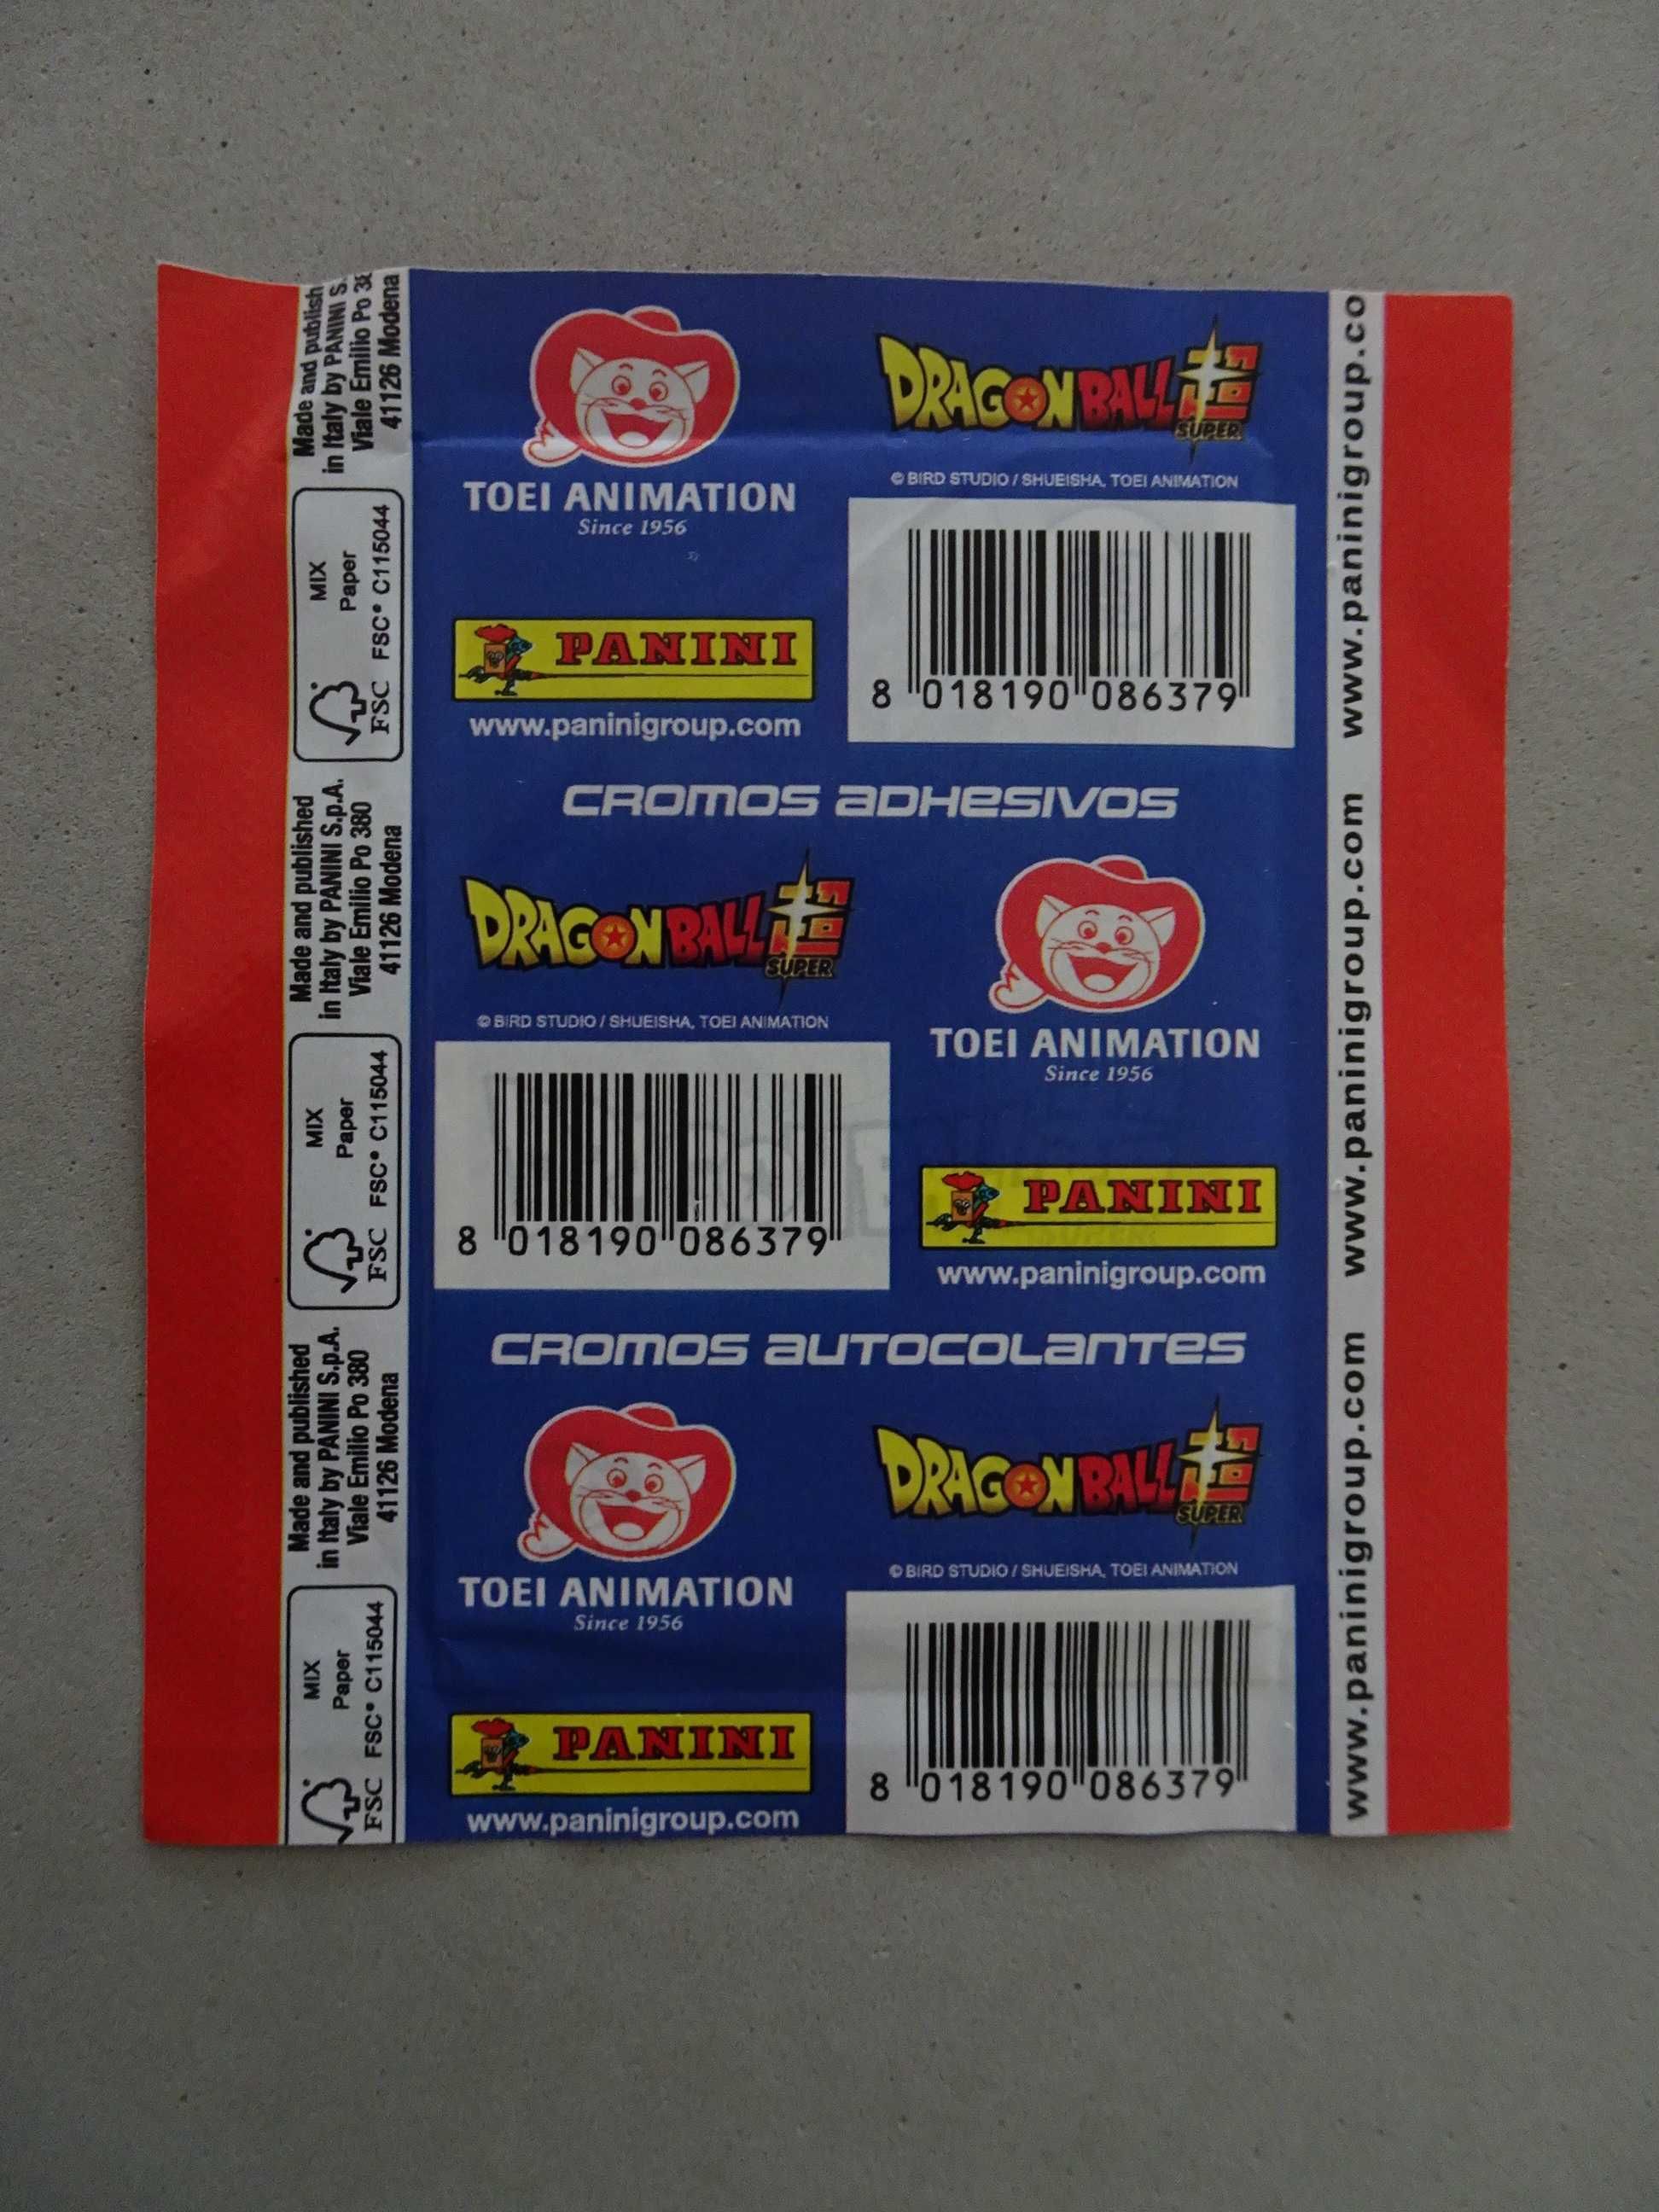 Made and publish
in Italy by PANINI S.
Viale Emilio Po 38
41126 Modena
MIX
Paper
FSC® C115044
FSC
Made and published
in Italy by PANINI S.p.A.
Viale Emilio Po 380
41126 Modena
MIX
Paper
FSC® C115044
FSC
Made and published
in Italy by PANINI S.p.A.
Viale Emilio Po 380
41126 Modena
MIX
Paper
FSC® C115044
FSC
TOEI ANIMATION
Since 1956
DRAGON BALL 超
SUPER
© BIRD STUDIO / SHUEISHA, TOEI ANIMATION
PANINI
www.paninigroup.com
8 018190 086379
CROMOS ADHESIVOS
DRAGON BALL 超
SUPER
© BIRD STUDIO / SHUEISHA, TOEI ANIMATION
8 018190 086379
TOEI ANIMATION
Since 1956
PANINI
www.paninigroup.com
CROMOS AUTOCOLANTES
TOEI ANIMATION
Since 1956
DRAGON BALL 超
SUPER
© BIRD STUDIO / SHUEISHA, TOEI ANIMATION
PANINI
www.paninigroup.com
8 018190 086379
www.paninigroup.com www.paninigroup.com www.paninigroup.co